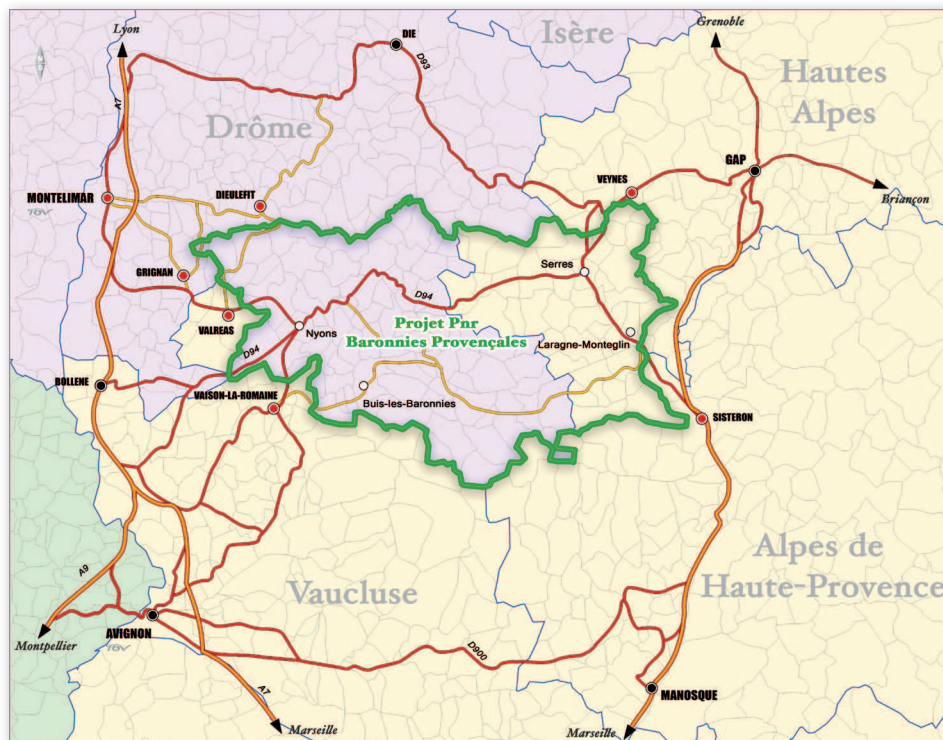 Lyon
DIE
Isère
Grenoble
D93
A7
Hautes
Alpes
Drôme
GAP
VEYNES
MONTELIMAR
TGV
DIEULEFIT
Briançon
GRIGNAN
Serres
D94
VALREAS
Nyons
Projet Pnr
Baronnies Provençales
Laragne-Monteglin
D94
BOLLENE
VAISON-LA-ROMAINE
Buis-les-Baronnies
SISTERON
Alpes de
Haute-Provence
A9
Vaucluse
AVIGNON
TGV
Montpellier
D900
A7
MANOSQUE
Marseille
Marseille